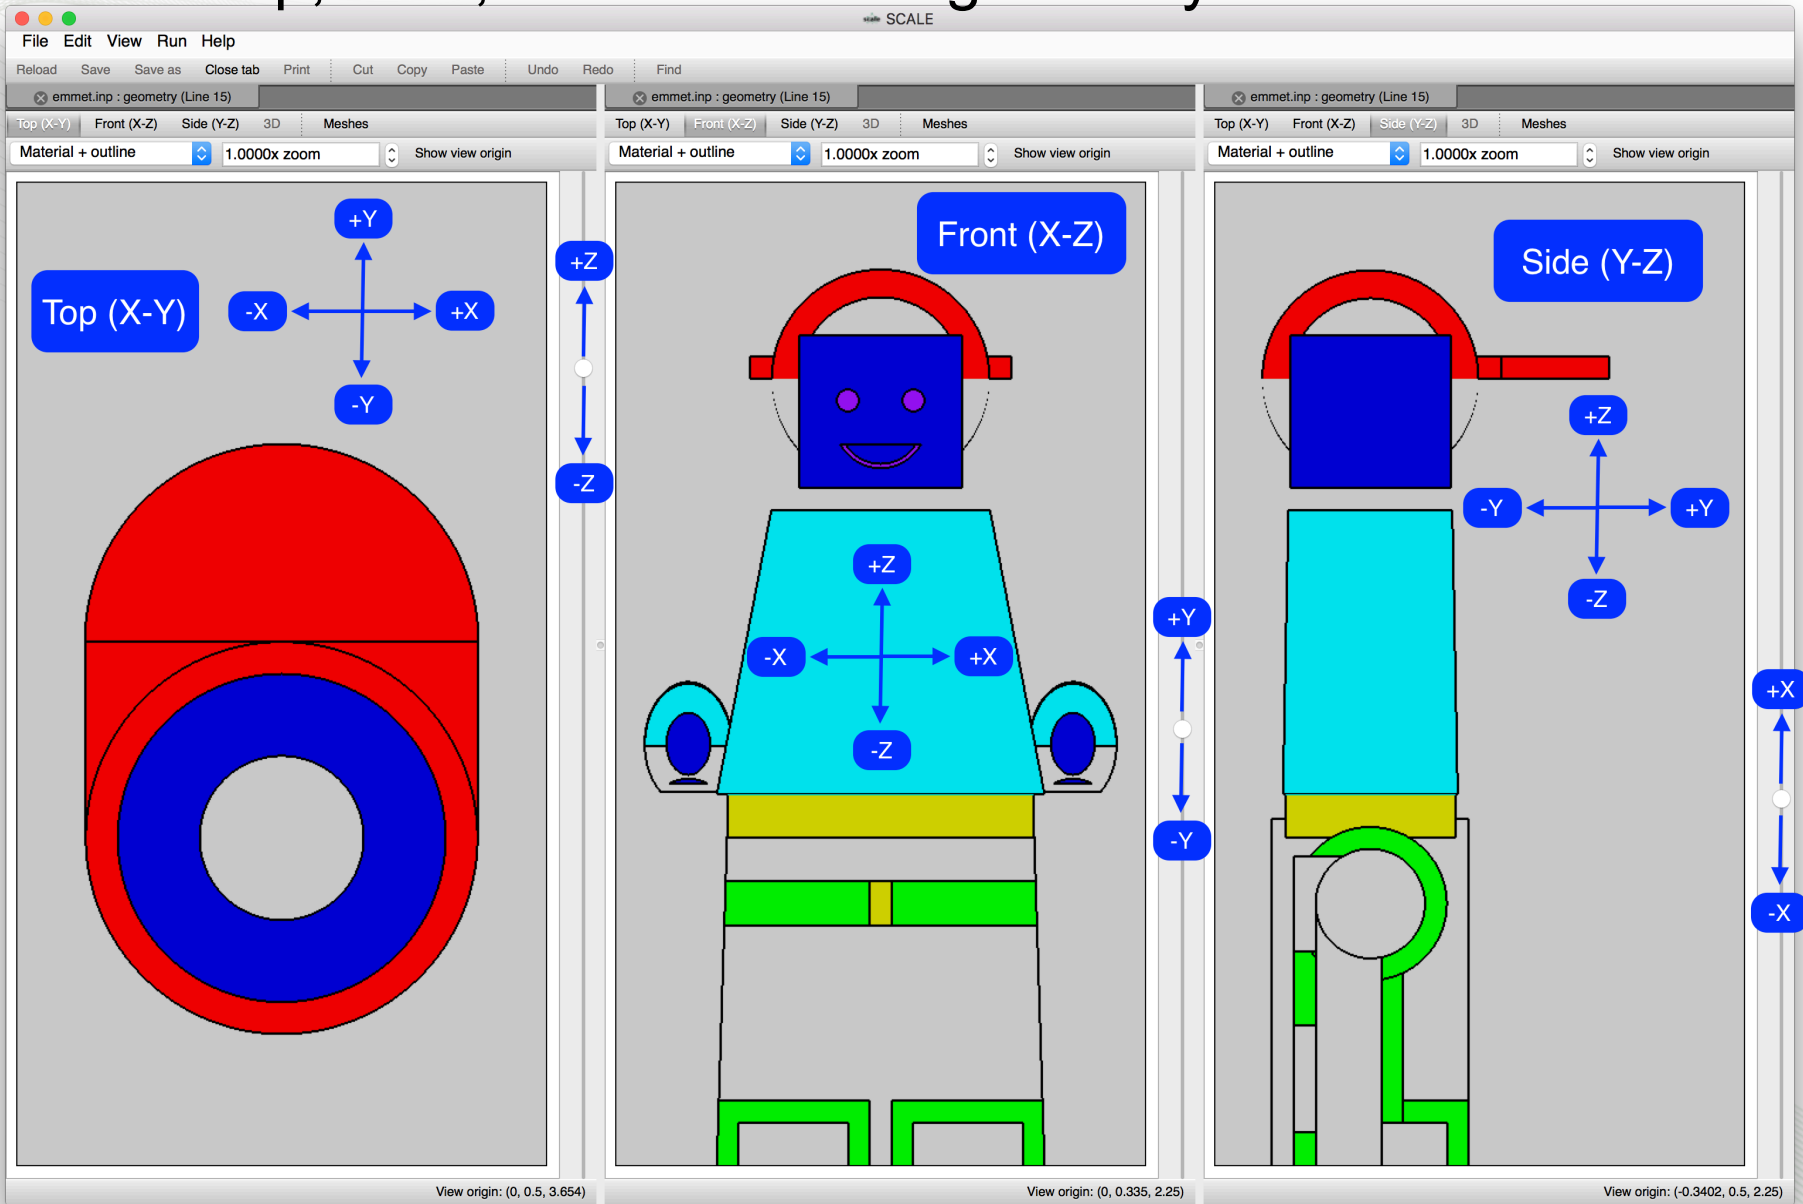 SCALE
File Edit View Run Help
Reload Save Save as Close tab Print Cut Copy Paste Undo Redo Find
emmet.inp : geometry (Line 15)
Top (X-Y) Front (X-Z) Side (Y-Z) 3D Meshes
Material + outline 1.0000x zoom Show view origin
Top (X-Y)
+Y
-X
+X
-Y
+Z
-Z
View origin: (0, 0.5, 3.654)
emmet.inp : geometry (Line 15)
Top (X-Y) Front (X-Z) Side (Y-Z) 3D Meshes
Material + outline 1.0000x zoom Show view origin
Front (X-Z)
+Z
-X
+X
-Z
+Y
-Y
View origin: (0, 0.335, 2.25)
emmet.inp : geometry (Line 15)
Top (X-Y) Front (X-Z) Side (Y-Z) 3D Meshes
Material + outline 1.0000x zoom Show view origin
Side (Y-Z)
+Z
-Y
+Y
-Z
+X
-X
View origin: (-0.3402, 0.5, 2.25)